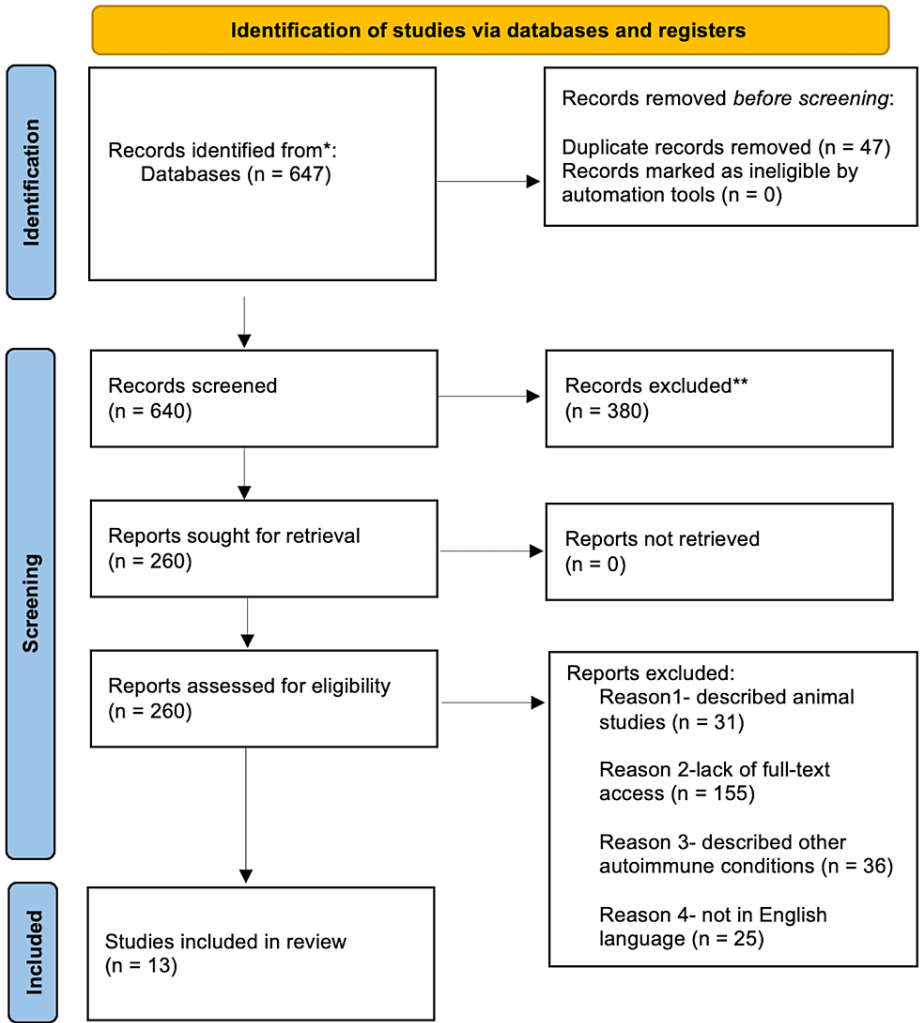 Identification of studies via databases and registers
Identification
Records identified from*:
Databases (n = 647)
Records removed before screening:
Duplicate records removed (n = 47)
Records marked as ineligible by
automation tools (n = 0)
Screening
Records screened
(n = 640)
Records excluded**
(n = 380)
Reports sought for retrieval
(n = 260)
Reports not retrieved
(n = 0)
Reports assessed for eligibility
(n = 260)
Reports excluded:
Reason1- described animal
studies (n = 31)
Reason 2-lack of full-text
access (n = 155)
Reason 3- described other
autoimmune conditions (n = 36)
Reason 4- not in English
language (n = 25)
Included
Studies included in review
(n = 13)